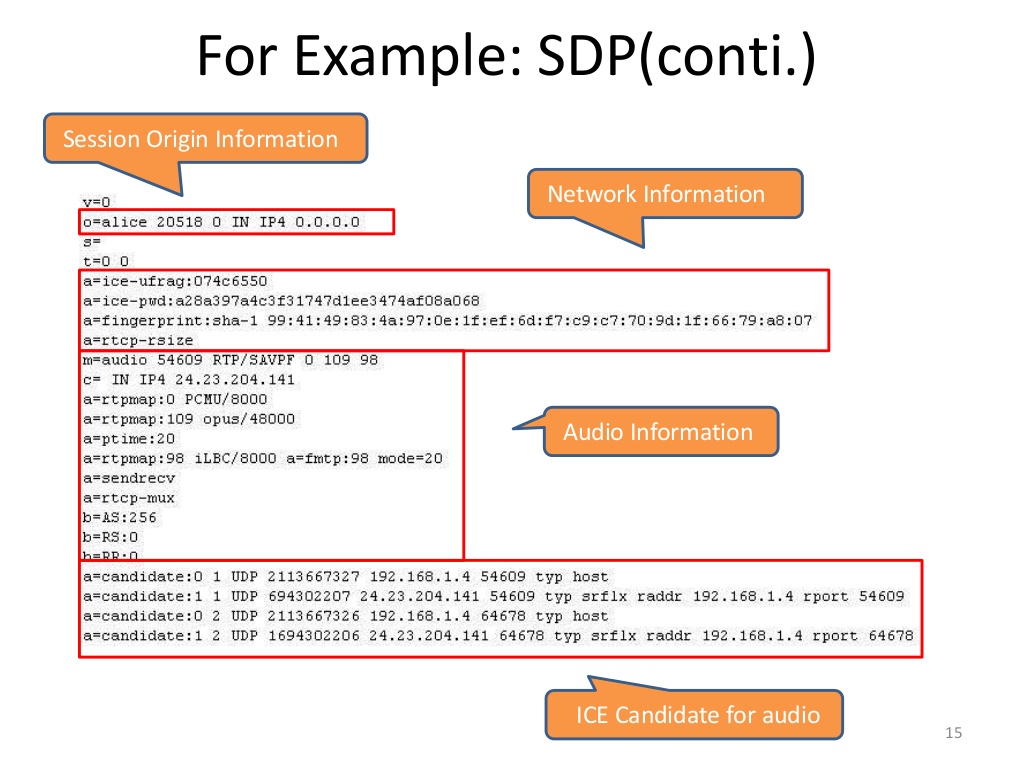 For Example: SDP(conti.)
Session Origin Information
Network Information
v=0
o=alice 20518 0 IN IP4 0.0.0.0
s=
t=0 0
a=ice-ufrag:074c6550
a=ice-pwd:a28a397a4c3f31747d1ee3474af08a068
a=fingerprint:sha-1 99:41:49:83:4a:97:0e:1f:ef:6d:f7:c9:c7:70:9d:1f:66:79:a8:07
a=rtcp-rsize
m=audio 54609 RTP/SAVPF 0 109 98
c= IN IP4 24.23.204.141
a=rtpmap:0 PCMU/8000
a=rtpmap:109 opus/48000
a=ptime:20
Audio Information
a=rtpmap:98 iLBC/8000 a=fmtp:98 mode=20
a=sendrecv
a=rtcp-mux
b=AS:256
b=RS:0
b=RR:0
a=candidate:0 1 UDP 2113667327 192.168.1.4 54609 typ host
a=candidate:1 1 UDP 694302207 24.23.204.141 54609 typ srflx raddr 192.168.1.4 rport 54609
a=candidate:0 2 UDP 2113667326 192.168.1.4 64678 typ host
a=candidate:1 2 UDP 1694302206 24.23.204.141 64678 typ srflx raddr 192.168.1.4 rport 64678
ICE Candidate for audio
15